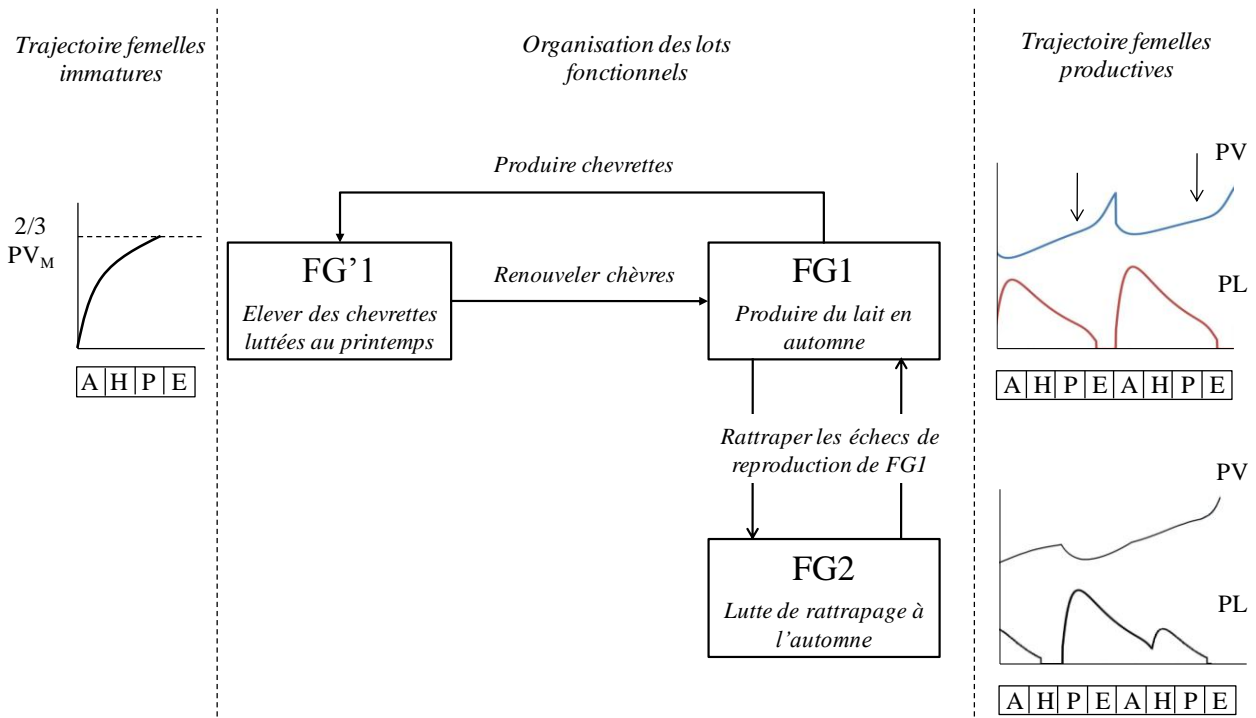 Trajectoire femelles
immatures
Organisation des lots
fonctionnels
Trajectoire femelles
productives
2/3
PVM
A H P E
Produire chevrettes
FG’1
Elever des chevrettes
luttées au printemps
Renouveler chèvres
FG1
Produire du lait en
automne
Rattraper les échecs de
reproduction de FG1
FG2
Lutte de rattrapage à
l’automne
PV
PL
A H P E A H P E
PV
PL
A H P E A H P E